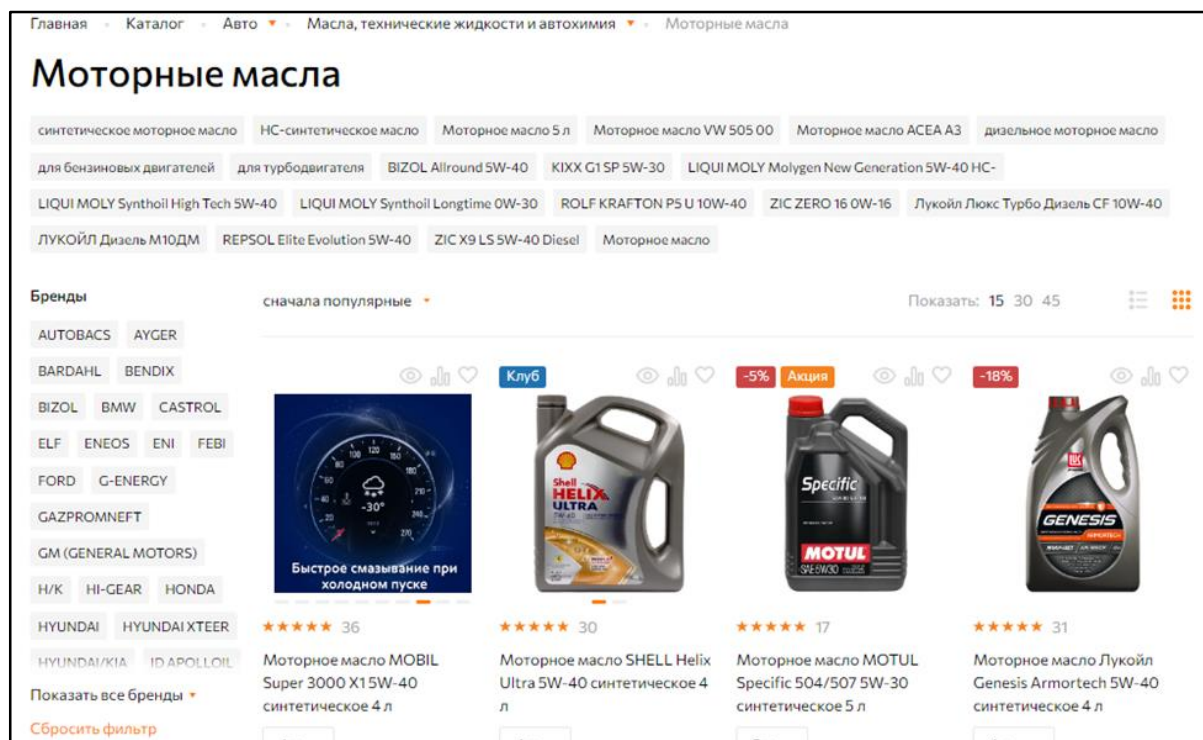 Главная Каталог Авто Масла, технические жидкости и автохимия Моторные масла
Моторные масла
синтетическое моторное масло НС-синтетическое масло Моторное масло 5 л Моторное масло VW 505 00 Моторное масло ACEA A3 дизельное моторное масло
для бензиновых двигателей для турбодвигателя BIZOL Allround 5W-40 KIXX G1 SP 5W-30 LIQUI MOLY Molygen New Generation 5W-40 HC-
LIQUI MOLY Synthoil High Tech 5W-40 LIQUI MOLY Synthoil Longtime 0W-30 ROLF KRAFTON P5 U 10W-40 ZIC ZERO 16 0W-16 Лукойл Люкс Турбо Дизель CF 10W-40
ЛУКОЙЛ Дизель М10ДМ REPSOL Elite Evolution 5W-40 ZIC X9 LS 5W-40 Diesel Моторное масло
Бренды
AUTOBACS AYGER
BARDAHL BENDIX
BIZOL BMW CASTROL
ELF ENEOS ENI FEBI
FORD G-ENERGY
GAZPROMNEFT
GM (GENERAL MOTORS)
H/K HI-GEAR HONDA
HYUNDAI HYUNDAI XTEER
HYUNDAI/KIA ID APOLLOIL
Показать все бренды
Сбросить фильтр
сначала популярные Показать: 15 30 45
Клуб -5% Акция -18%
-30°
Быстрое смазывание при
холодном пуске
Shell
HELIX
ULTRA
Specific
MOTUL
SAE 5W30
GENESIS
ARMORTECH
36 30 17 31
Моторное масло MOBIL
Super 3000 X1 5W-40
синтетическое 4 л
Моторное масло SHELL Helix
Ultra 5W-40 синтетическое 4
л
Моторное масло MOTUL
Specific 504/507 5W-30
синтетическое 5 л
Моторное масло Лукойл
Genesis Armortech 5W-40
синтетическое 4 л